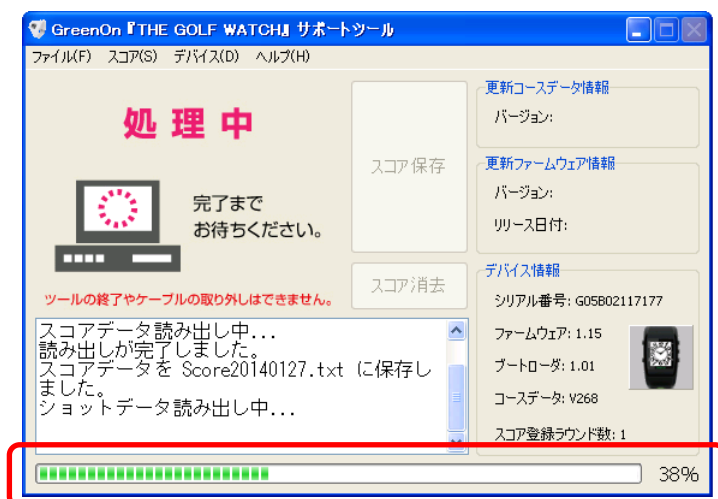 GreenOn『THE GOLF WATCH』サポートツール
ファイル(F) スコア(S) デバイス(D) ヘルプ(H)
処理中
完了まで
お待ちください。
ツールの終了やケーブルの取り外しはできません。
スコア保存
スコア消去
更新コースデータ情報
バージョン:
更新ファームウェア情報
バージョン:
リリース日付:
デバイス情報
シリアル番号: G05B02117177
ファームウェア: 1.15
ブートローダ: 1.01
コースデータ: V268
スコア登録ラウンド数: 1
スコアデータ読み出し中...
読み出しが完了しました。
スコアデータを Score20140127.txt に保存し
ました。
ショットデータ読み出し中...
38%